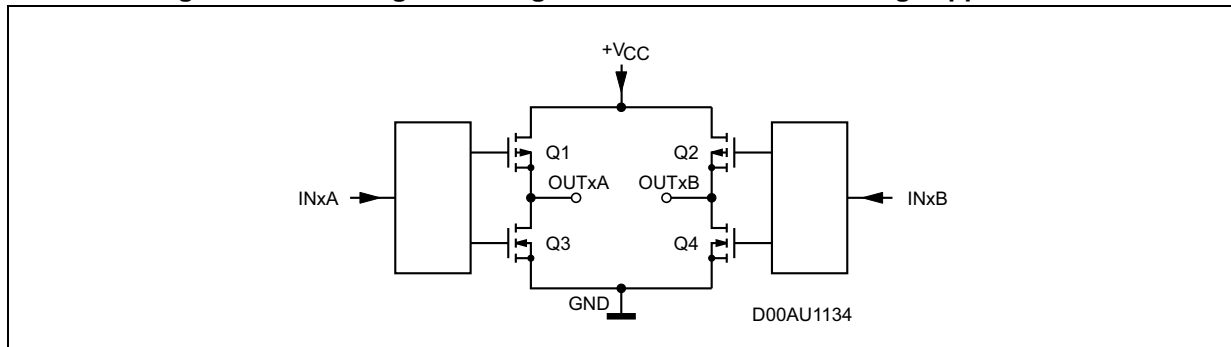 +VCC
Q1
Q2
OUTxA
OUTxB
INxA
INxB
Q3
Q4
GND
D00AU1134